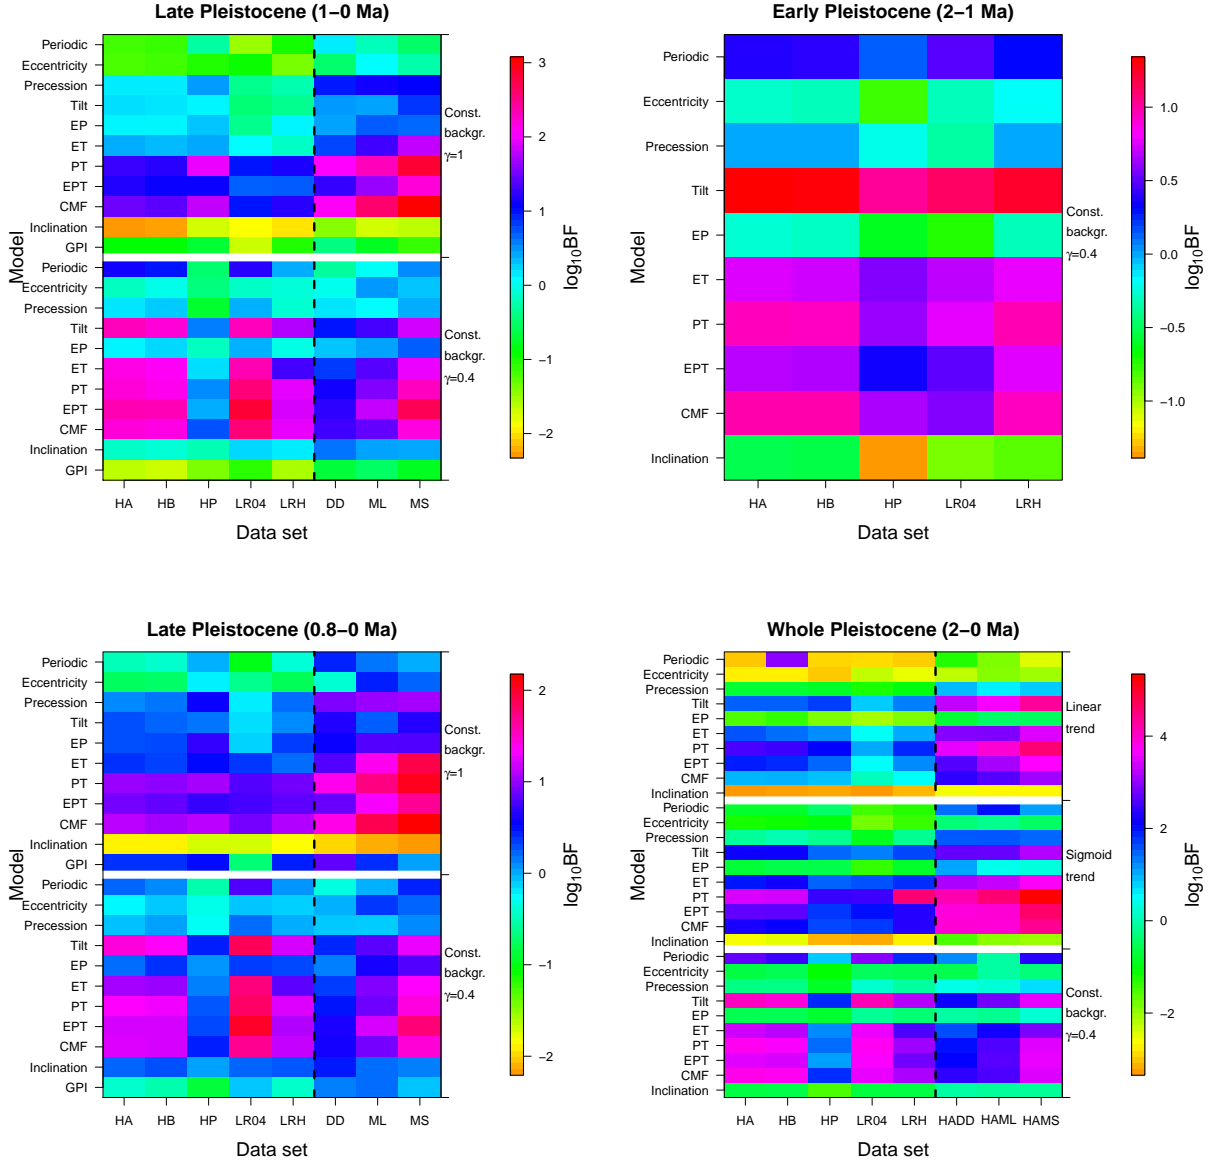 Late Pleistocene (1−0 Ma)
Periodic
Eccentricity
Precession
Tilt
EP
ET
PT
EPT
CMF
Inclination
GPI
Periodic
Eccentricity
Precession
Tilt
EP
ET
PT
EPT
CMF
Inclination
GPI
Model
Const.
backgr.
γ=1
Const.
backgr.
γ=0.4
HA HB HP LR04 LRH DD ML MS
Data set
3
2
1
0
−1
−2
log10BF
Early Pleistocene (2−1 Ma)
Periodic
Eccentricity
Precession
Tilt
EP
ET
PT
EPT
CMF
Inclination
Model
Const.
backgr.
γ=0.4
HA HB HP LR04 LRH
Data set
1.0
0.5
0.0
−0.5
−1.0
log10BF
Late Pleistocene (0.8−0 Ma)
Periodic
Eccentricity
Precession
Tilt
EP
ET
PT
EPT
CMF
Inclination
GPI
Periodic
Eccentricity
Precession
Tilt
EP
ET
PT
EPT
CMF
Inclination
GPI
Model
Const.
backgr.
γ=1
Const.
backgr.
γ=0.4
HA HB HP LR04 LRH DD ML MS
Data set
2
1
0
−1
−2
log10BF
Whole Pleistocene (2−0 Ma)
Periodic
Eccentricity
Precession
Tilt
EP
ET
PT
EPT
CMF
Inclination
Periodic
Eccentricity
Precession
Tilt
EP
ET
PT
EPT
CMF
Inclination
Periodic
Eccentricity
Precession
Tilt
EP
ET
PT
EPT
CMF
Inclination
Model
Linear
trend
Sigmoid
trend
Const.
backgr.
γ=0.4
HA HB HP LR04 LRH HADD HAML HAMS
Data set
4
2
0
−2
log10BF